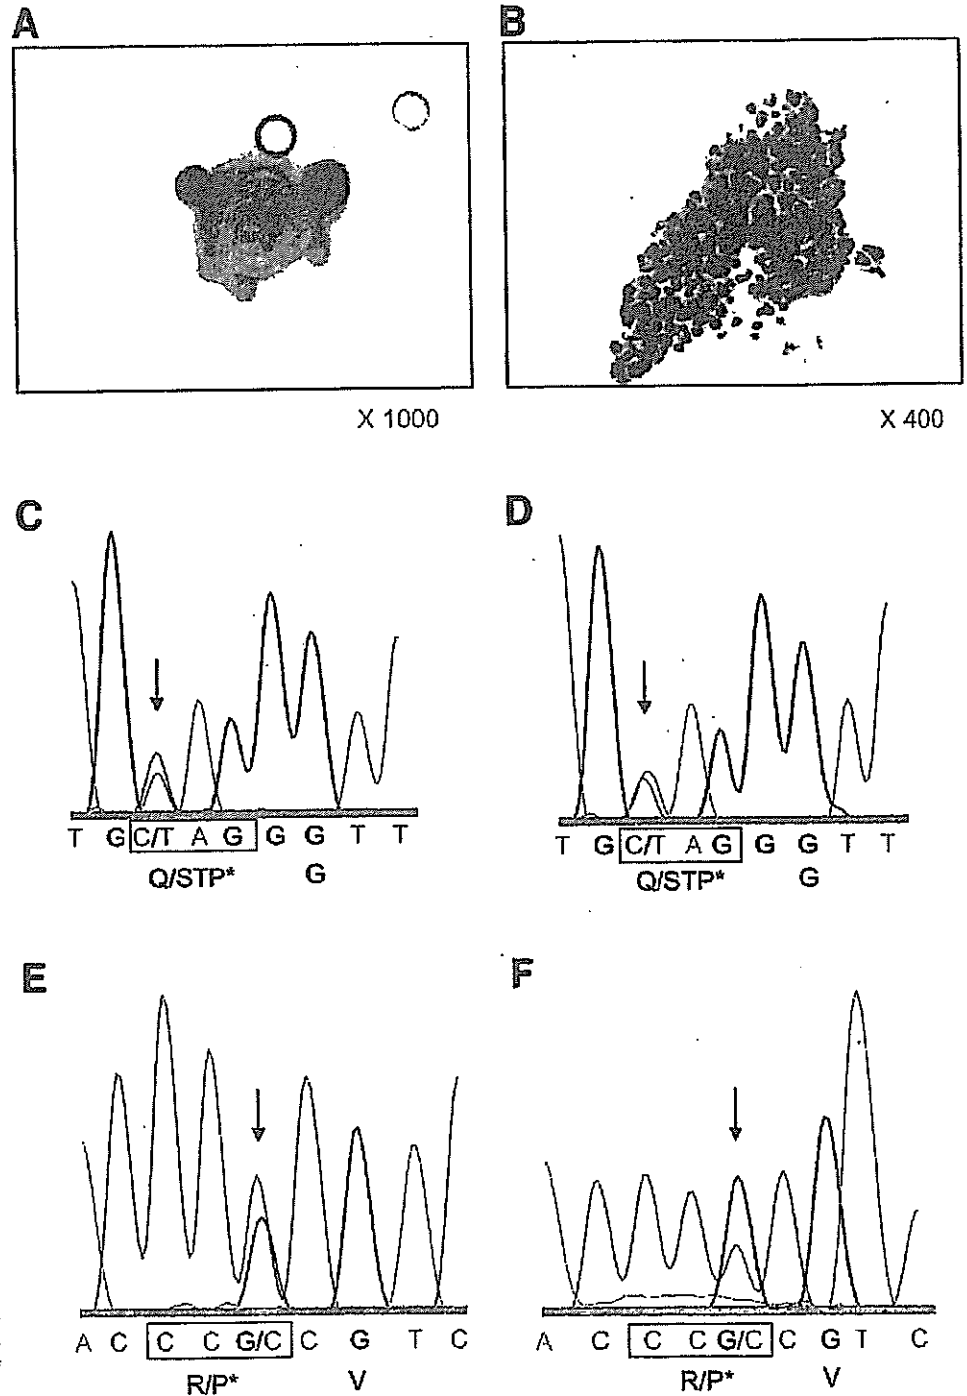 A B
X 1000 X 400
C D
T G C/T A G G G T T T G C/T A G G G T T
Q/STP* G Q/STP* G
E F
A C C C G/C C G T C A C C C G/C C G T C
R/P* V R/P* V